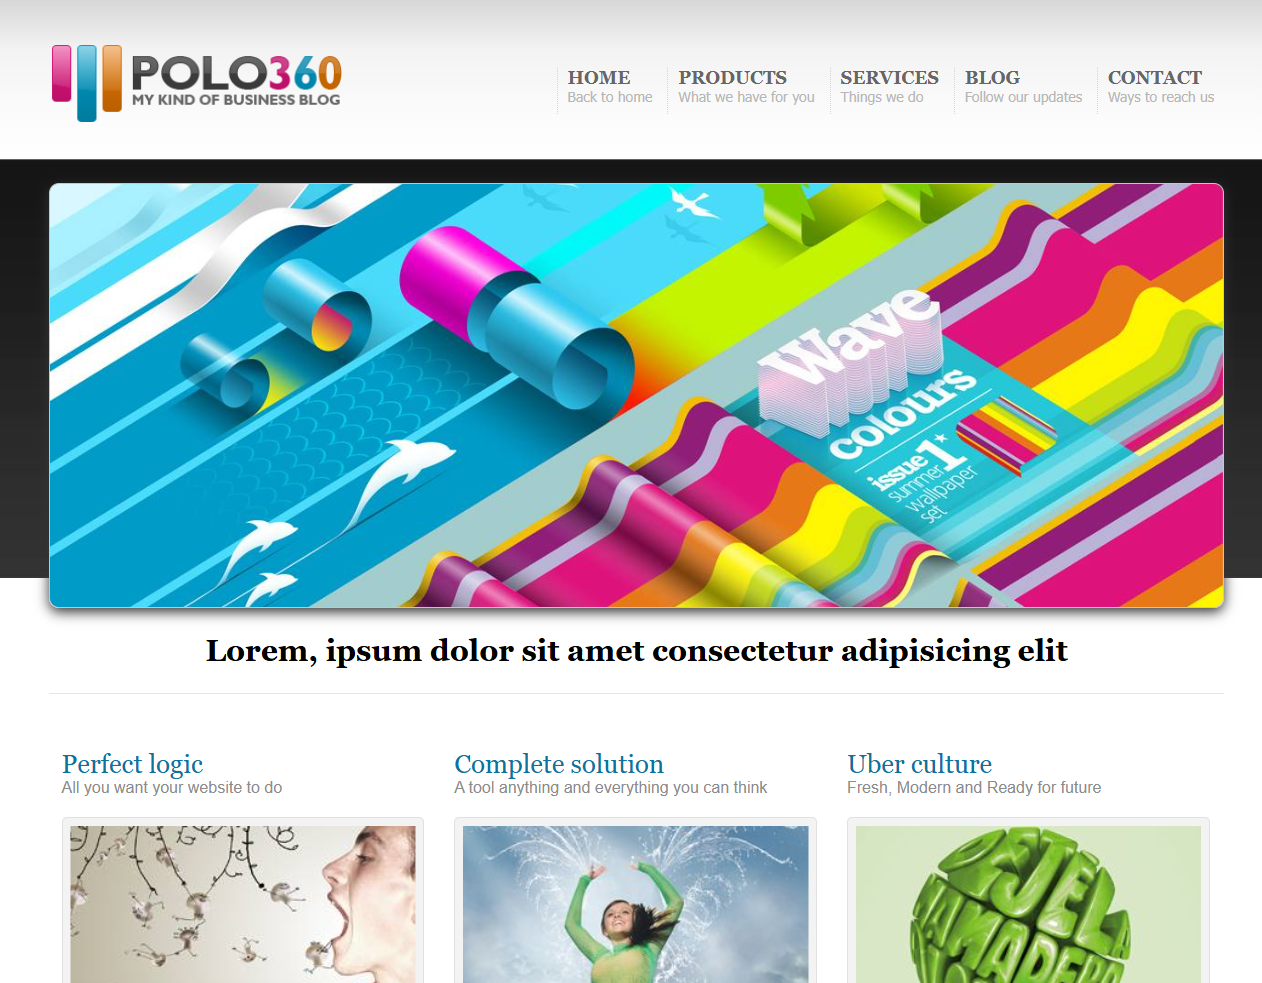 POLO360
MY KIND OF BUSINESS BLOG
HOME
Back to home
PRODUCTS
What we have for you
SERVICES
Things we do
BLOG
Follow our updates
CONTACT
Ways to reach us
Wave
colours
issue 1
summer
wallpaper
set
Lorem, ipsum dolor sit amet consectetur adipisicing elit
Perfect logic
All you want your website to do
Complete solution
A tool anything and everything you can think
Uber culture
Fresh, Modern and Ready for future